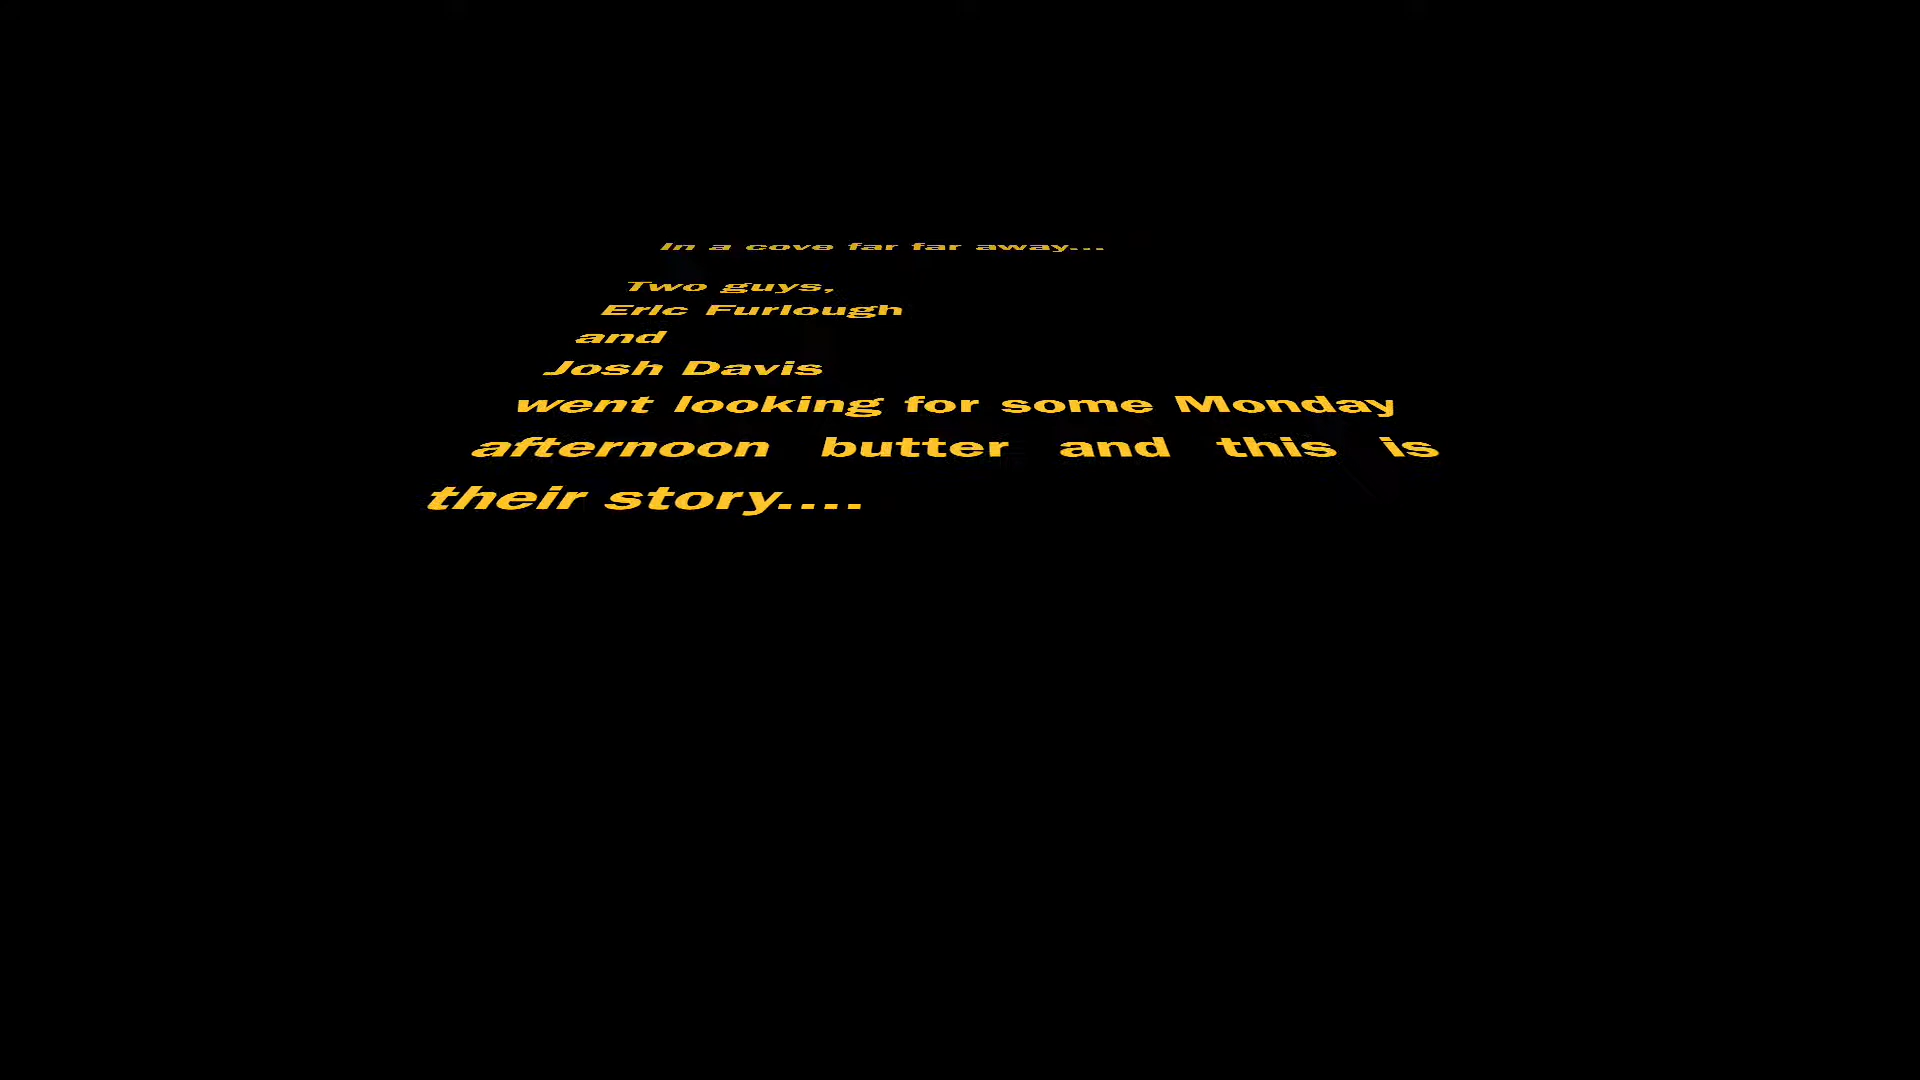 In a cove far far away...
Two guys,
Eric Furlough
and
Josh Davis
went looking for some Monday
afternoon butter and this is
their story....